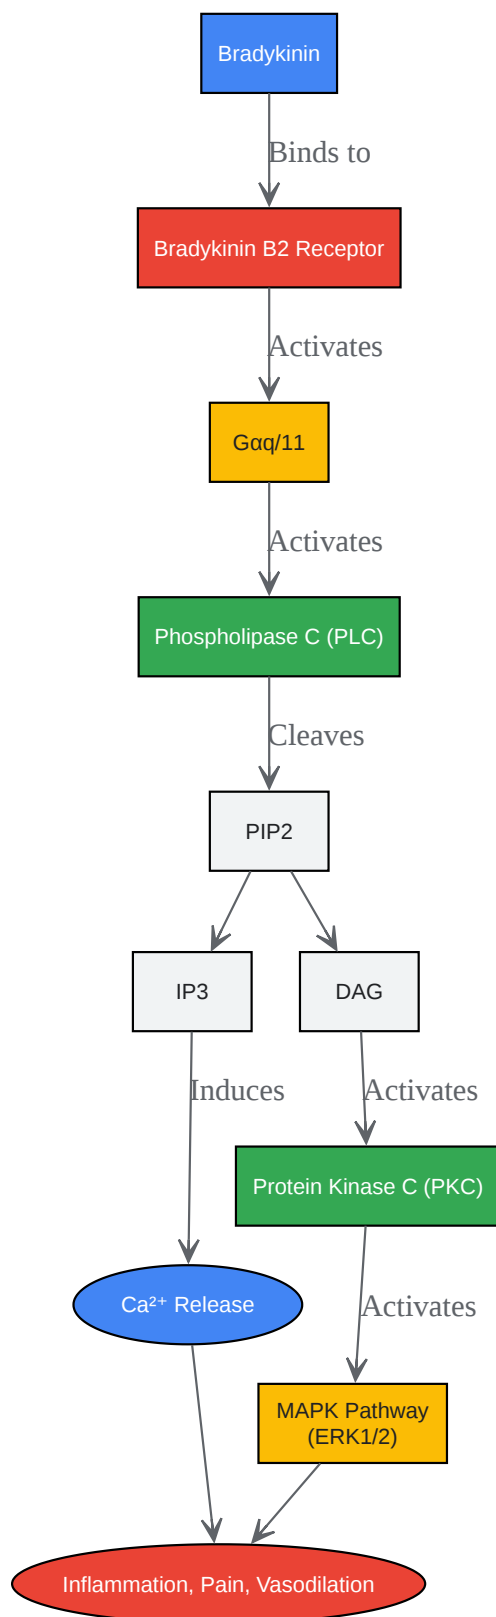 Bradykinin
Binds to
Bradykinin B2 Receptor
Activates
Gαq/11
Activates
Phospholipase C (PLC)
Cleaves
PIP2
IP3
DAG
Induces
Activates
Protein Kinase C (PKC)
Ca²⁺ Release
Activates
MAPK Pathway
(ERK1/2)
Inflammation, Pain, Vasodilation